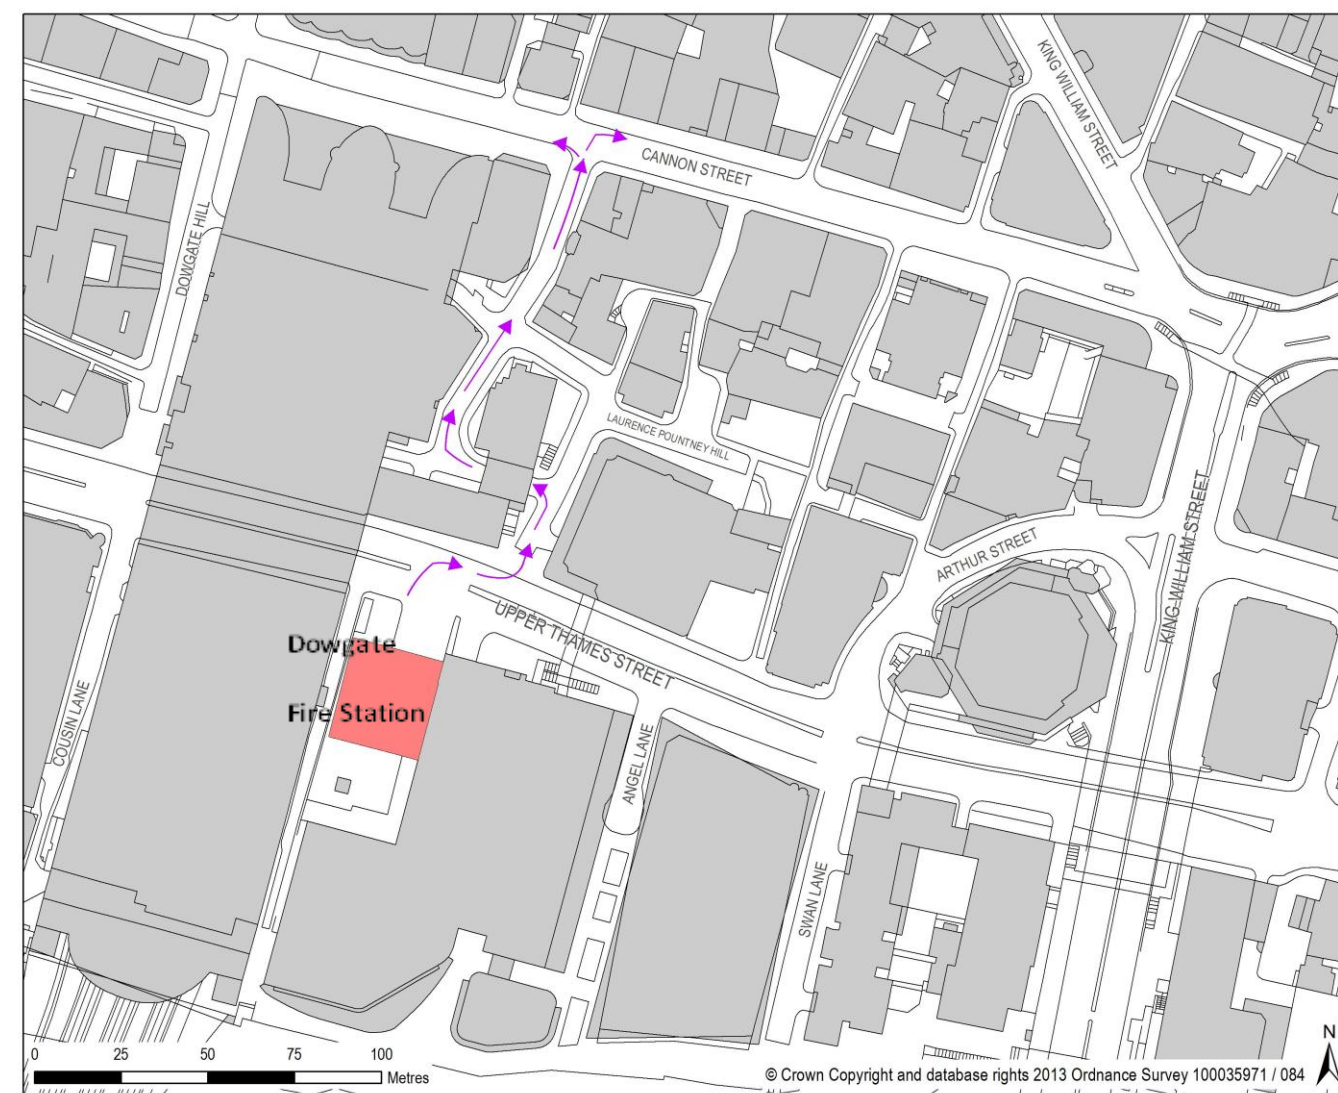 KING WILLIAM STREET
CANNON STREET
DOWGATE HILL
LAURENCE POUNTNEY HILL
KING WILLIAM STREET
ARTHUR STREET
UPPER THAMES STREET
Dowgate
Fire Station
COUSIN LANE
ANGEL LANE
SWAN LANE
N
0 25 50 75 100
Metres
© Crown Copyright and database rights 2013 Ordnance Survey 100035971 / 084